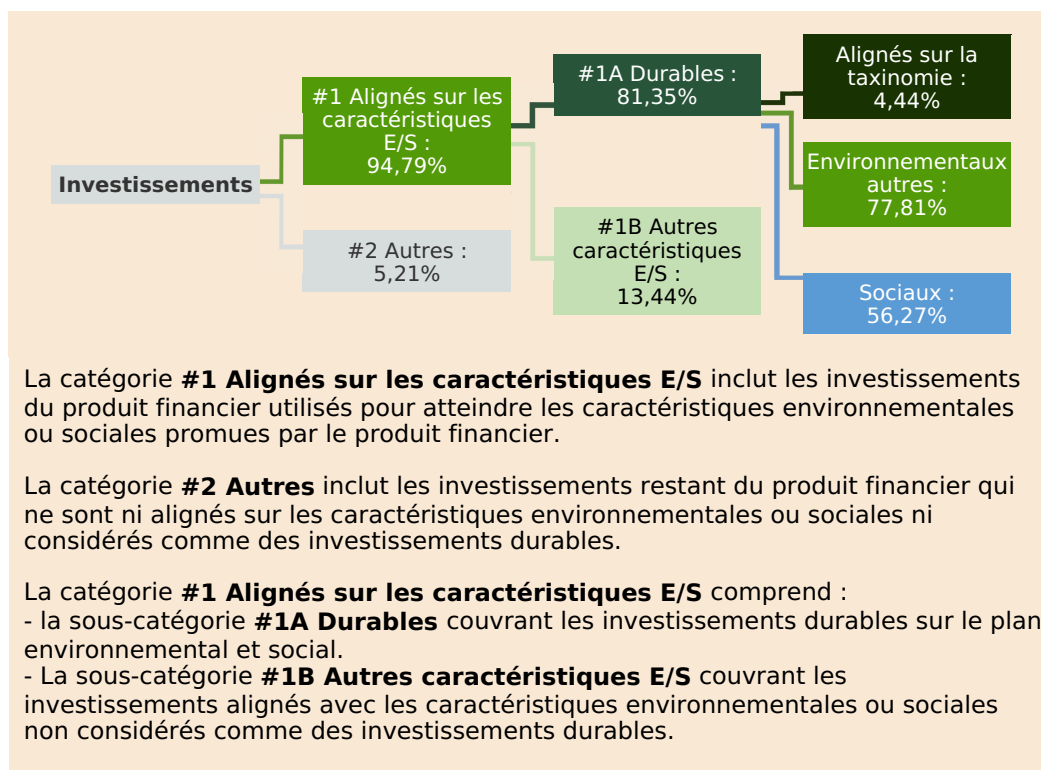 Investissements
#1 Alignés sur les
caractéristiques
E/S :
94,79%
#2 Autres :
5,21%
#1A Durables :
81,35%
#1B Autres
caractéristiques
E/S :
13,44%
Alignés sur la
taxinomie :
4,44%
Environnementaux
autres :
77,81%
Sociaux :
56,27%
La catégorie #1 Alignés sur les caractéristiques E/S inclut les investissements
du produit financier utilisés pour atteindre les caractéristiques environnementales
ou sociales promues par le produit financier.
La catégorie #2 Autres inclut les investissements restant du produit financier qui
ne sont ni alignés sur les caractéristiques environnementales ou sociales ni
considérés comme des investissements durables.
La catégorie #1 Alignés sur les caractéristiques E/S comprend :
- la sous-catégorie #1A Durables couvrant les investissements durables sur le plan
environnemental et social.
- La sous-catégorie #1B Autres caractéristiques E/S couvrant les
investissements alignés avec les caractéristiques environnementales ou sociales
non considérés comme des investissements durables.